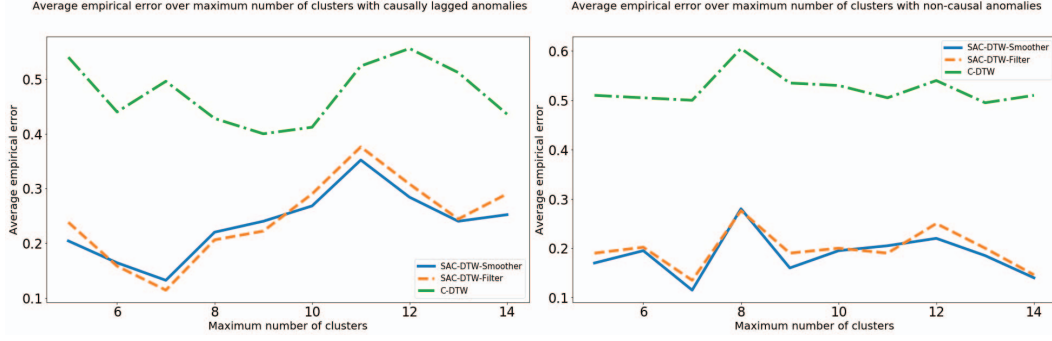 Average empirical error over maximum number of clusters with causally lagged anomalies
0.5
0.4
0.3
0.2
0.1
Average empirical error
6
8
10
12
14
Maximum number of clusters
SAC-DTW-Smoother
SAC-DTW-Filter
C-DTW
Average empirical error over maximum number of clusters with non-causal anomalies
0.6
0.5
0.4
0.3
0.2
0.1
Average empirical error
6
8
10
12
14
Maximum number of clusters
SAC-DTW-Smoother
SAC-DTW-Filter
C-DTW